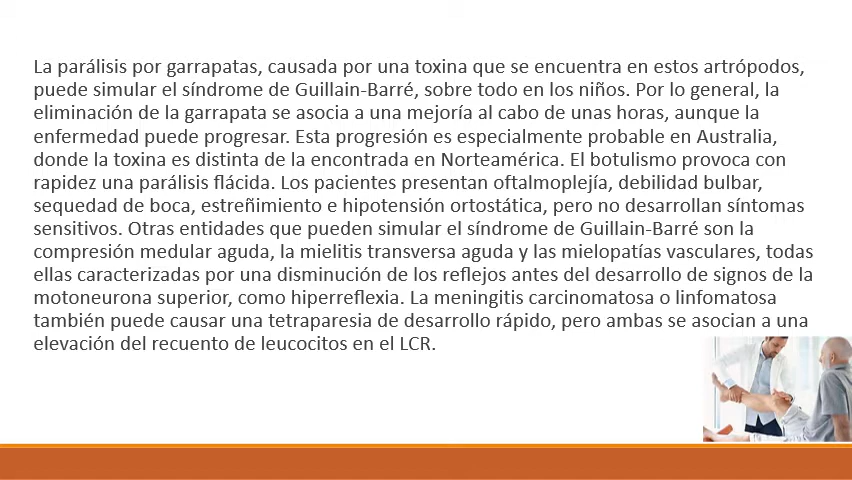 La parálisis por garrapatas, causada por una toxina que se encuentra en estos artrópodos,
puede simular el síndrome de Guillain-Barré, sobre todo en los niños. Por lo general, la
eliminación de la garrapata se asocia a una mejoría al cabo de unas horas, aunque la
enfermedad puede progresar. Esta progresión es especialmente probable en Australia,
donde la toxina es distinta de la encontrada en Norteamérica. El botulismo provoca con
rapidez una parálisis flácida. Los pacientes presentan oftalmoplejía, debilidad bulbar,
sequedad de boca, estreñimiento e hipotensión ortostática, pero no desarrollan síntomas
sensitivos. Otras entidades que pueden simular el síndrome de Guillain-Barré son la
compresión medular aguda, la mielitis transversa aguda y las mielopatías vasculares, todas
ellas caracterizadas por una disminución de los reflejos antes del desarrollo de signos de la
motoneurona superior, como hiperreflexia. La meningitis carcinomatosa o linfomatosa
también puede causar una tetraparesia de desarrollo rápido, pero ambas se asocian a una
elevación del recuento de leucocitos en el LCR.